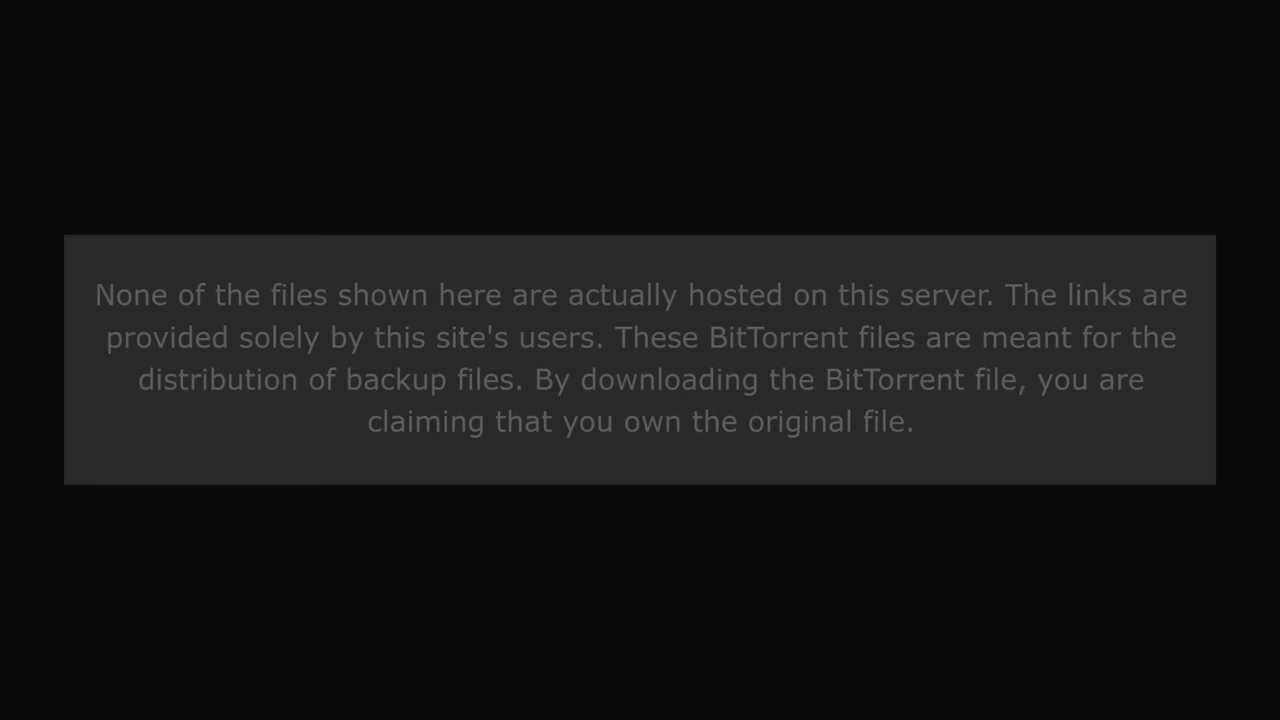 None of the files shown here are actually hosted on this server. The links are
provided solely by this site's users. These BitTorrent files are meant for the
distribution of backup files. By downloading the BitTorrent file, you are
claiming that you own the original file.